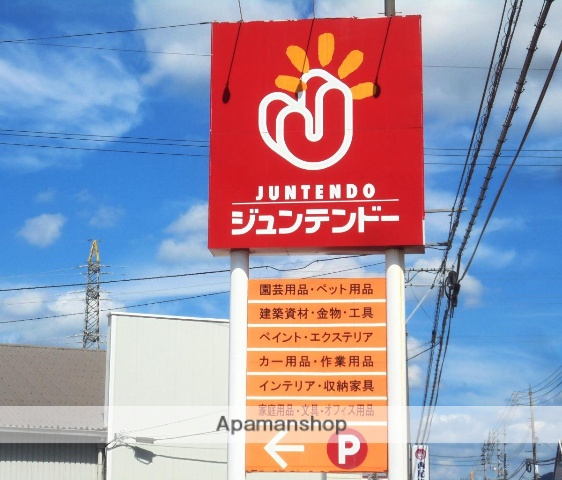 JUNTENDO
ジュンテンドー
園芸用品・ペット用品
建築資材・金物・工具
ペイント・エクステリア
カー用品・作業用品
インテリア・収納家具
家庭用品・文具・オフィス用品
Apamanshop
P